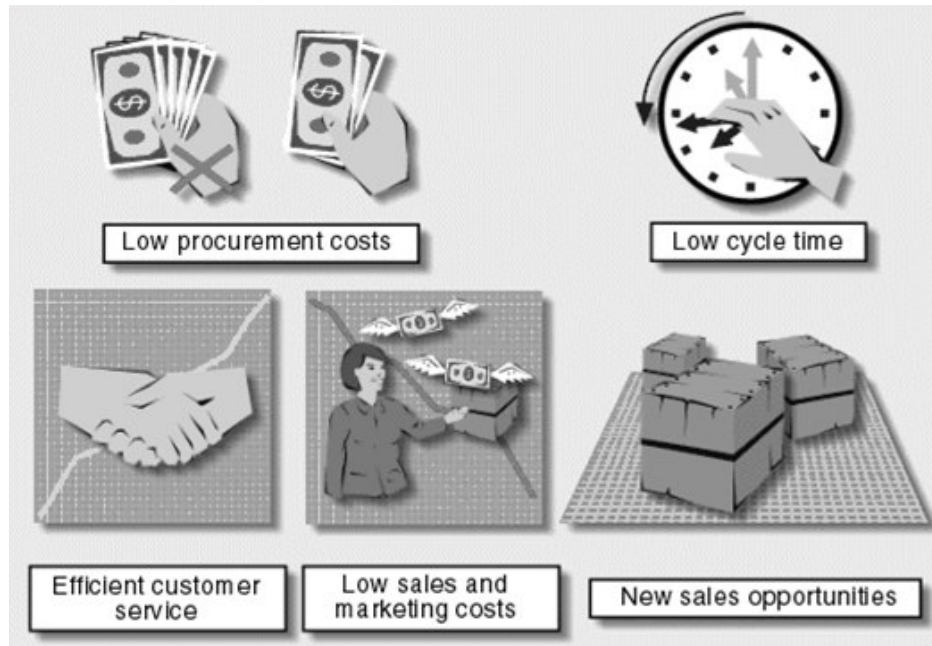 Low procurement costs
Low cycle time
Efficient customer
service
Low sales and
marketing costs
New sales opportunities